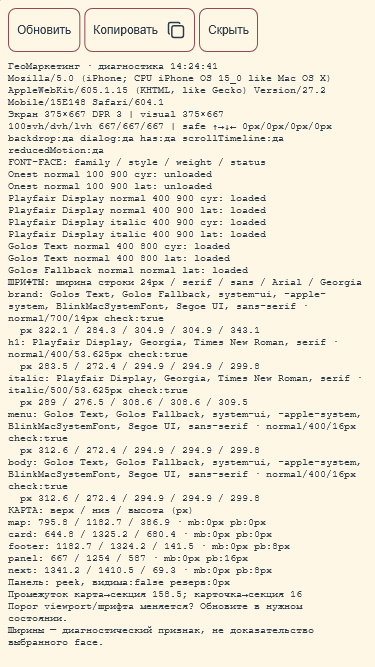 Обновить
Копировать
Скрыть
ГеоМаркетинг · диагностика 14:24:41
Mozilla/5.0 (iPhone; CPU iPhone OS 15_0 like Mac OS X)
AppleWebKit/605.1.15 (KHTML, like Gecko) Version/27.2
Mobile/15E148 Safari/604.1
Экран 375×667 DPR 3 | visual 375×667
100svh/dvh/lvh 667/667/667 | safe ↑→↓← 0px/0px/0px/0px
backdrop:да dialog:да has:да scrollTimeline:да
reducedMotion:да
FONT-FACE: family / style / weight / status
Onest normal 100 900 cyr: unloaded
Onest normal 100 900 lat: unloaded
Playfair Display normal 400 900 cyr: loaded
Playfair Display normal 400 900 lat: loaded
Playfair Display italic 400 900 cyr: loaded
Playfair Display italic 400 900 lat: loaded
Golos Text normal 400 800 cyr: loaded
Golos Text normal 400 800 lat: loaded
Golos Fallback normal normal lat: loaded
ШРИФТЫ: ширина строки 24px / serif / sans / Arial / Georgia
brand: Golos Text, Golos Fallback, system-ui, -apple-
system, BlinkMacSystemFont, Segoe UI, sans-serif ·
normal/700/14px check:true
px 322.1 / 284.3 / 304.9 / 304.9 / 343.1
h1: Playfair Display, Georgia, Times New Roman, serif ·
normal/400/53.625px check:true
px 283.5 / 272.4 / 294.9 / 294.9 / 299.8
italic: Playfair Display, Georgia, Times New Roman, serif ·
italic/500/53.625px check:true
px 289 / 276.5 / 308.6 / 308.6 / 309.5
menu: Golos Text, Golos Fallback, system-ui, -apple-system,
BlinkMacSystemFont, Segoe UI, sans-serif · normal/400/16px
check:true
px 312.6 / 272.4 / 294.9 / 294.9 / 299.8
body: Golos Text, Golos Fallback, system-ui, -apple-system,
BlinkMacSystemFont, Segoe UI, sans-serif · normal/400/16px
check:true
px 312.6 / 272.4 / 294.9 / 294.9 / 299.8
КАРТА: верх / низ / высота (px)
map: 795.8 / 1182.7 / 386.9 · mb:0px pb:0px
card: 644.8 / 1325.2 / 680.4 · mb:0px pb:0px
footer: 1182.7 / 1324.2 / 141.5 · mb:0px pb:8px
panel: 667 / 1254 / 587 · mb:0px pb:16px
next: 1341.2 / 1410.5 / 69.3 · mb:0px pb:8px
Панель: peek, видима:false резерв:0px
Промежуток карта→секция 158.5; карточка→секция 16
Порог viewport/шрифта меняется? Обновите в нужном
состоянии.
Ширины — диагностический признак, не доказательство
выбранного face.